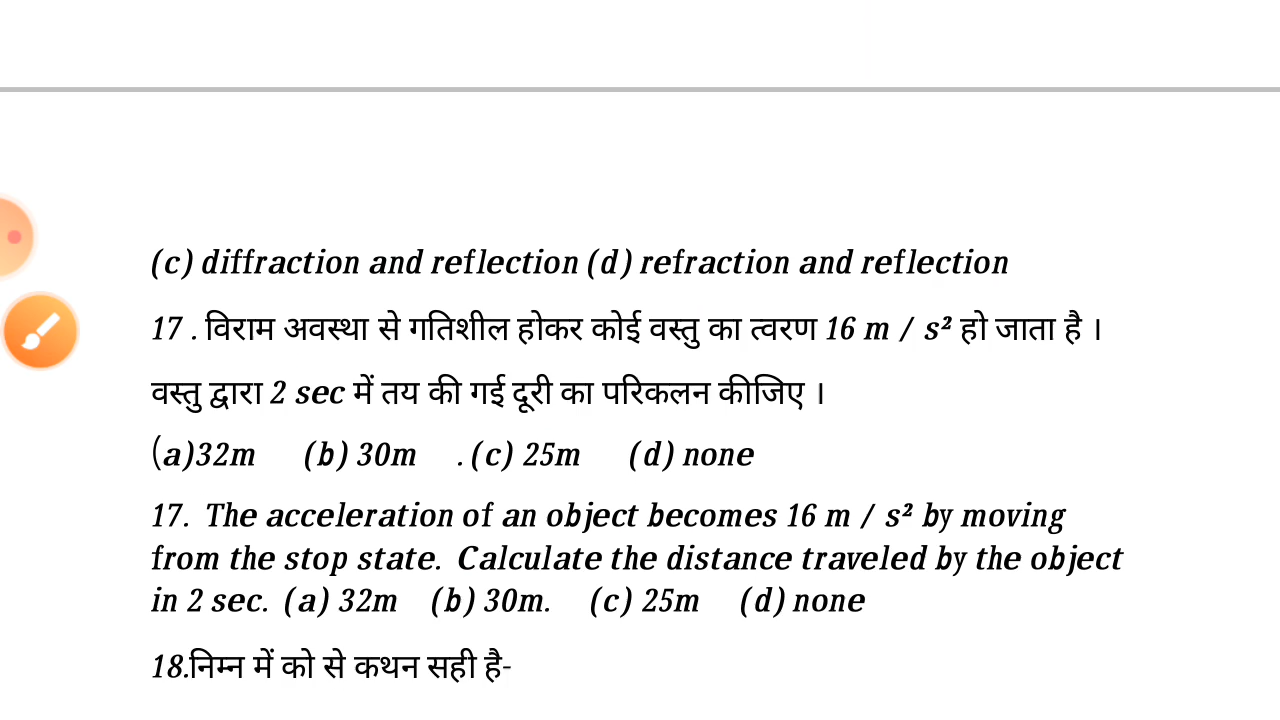 (c) diffraction and reflection (d) refraction and reflection
17 . विराम अवस्था से गतिशील होकर कोई वस्तु का त्वरण 16 m / s² हो जाता है ।
वस्तु द्वारा 2 sec में तय की गई दूरी का परिकलन कीजिए ।
(a)32m (b) 30m . (c) 25m (d) none
17. The acceleration of an object becomes 16 m / s² by moving
from the stop state. Calculate the distance traveled by the object
in 2 sec. (a) 32m (b) 30m. (c) 25m (d) none
18.निम्न में को से कथन सही है-